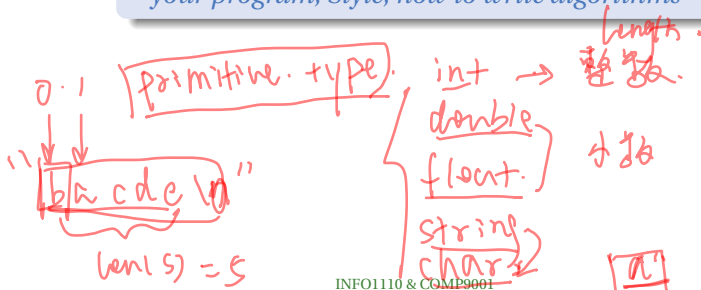 your program, style, how to write algorithms
length.
0.1 primitive. type. int → 整数.
double
"bacde\n" float. 小数
string
len(s) = 5 char
INFO1110 & COMP9001 'a'